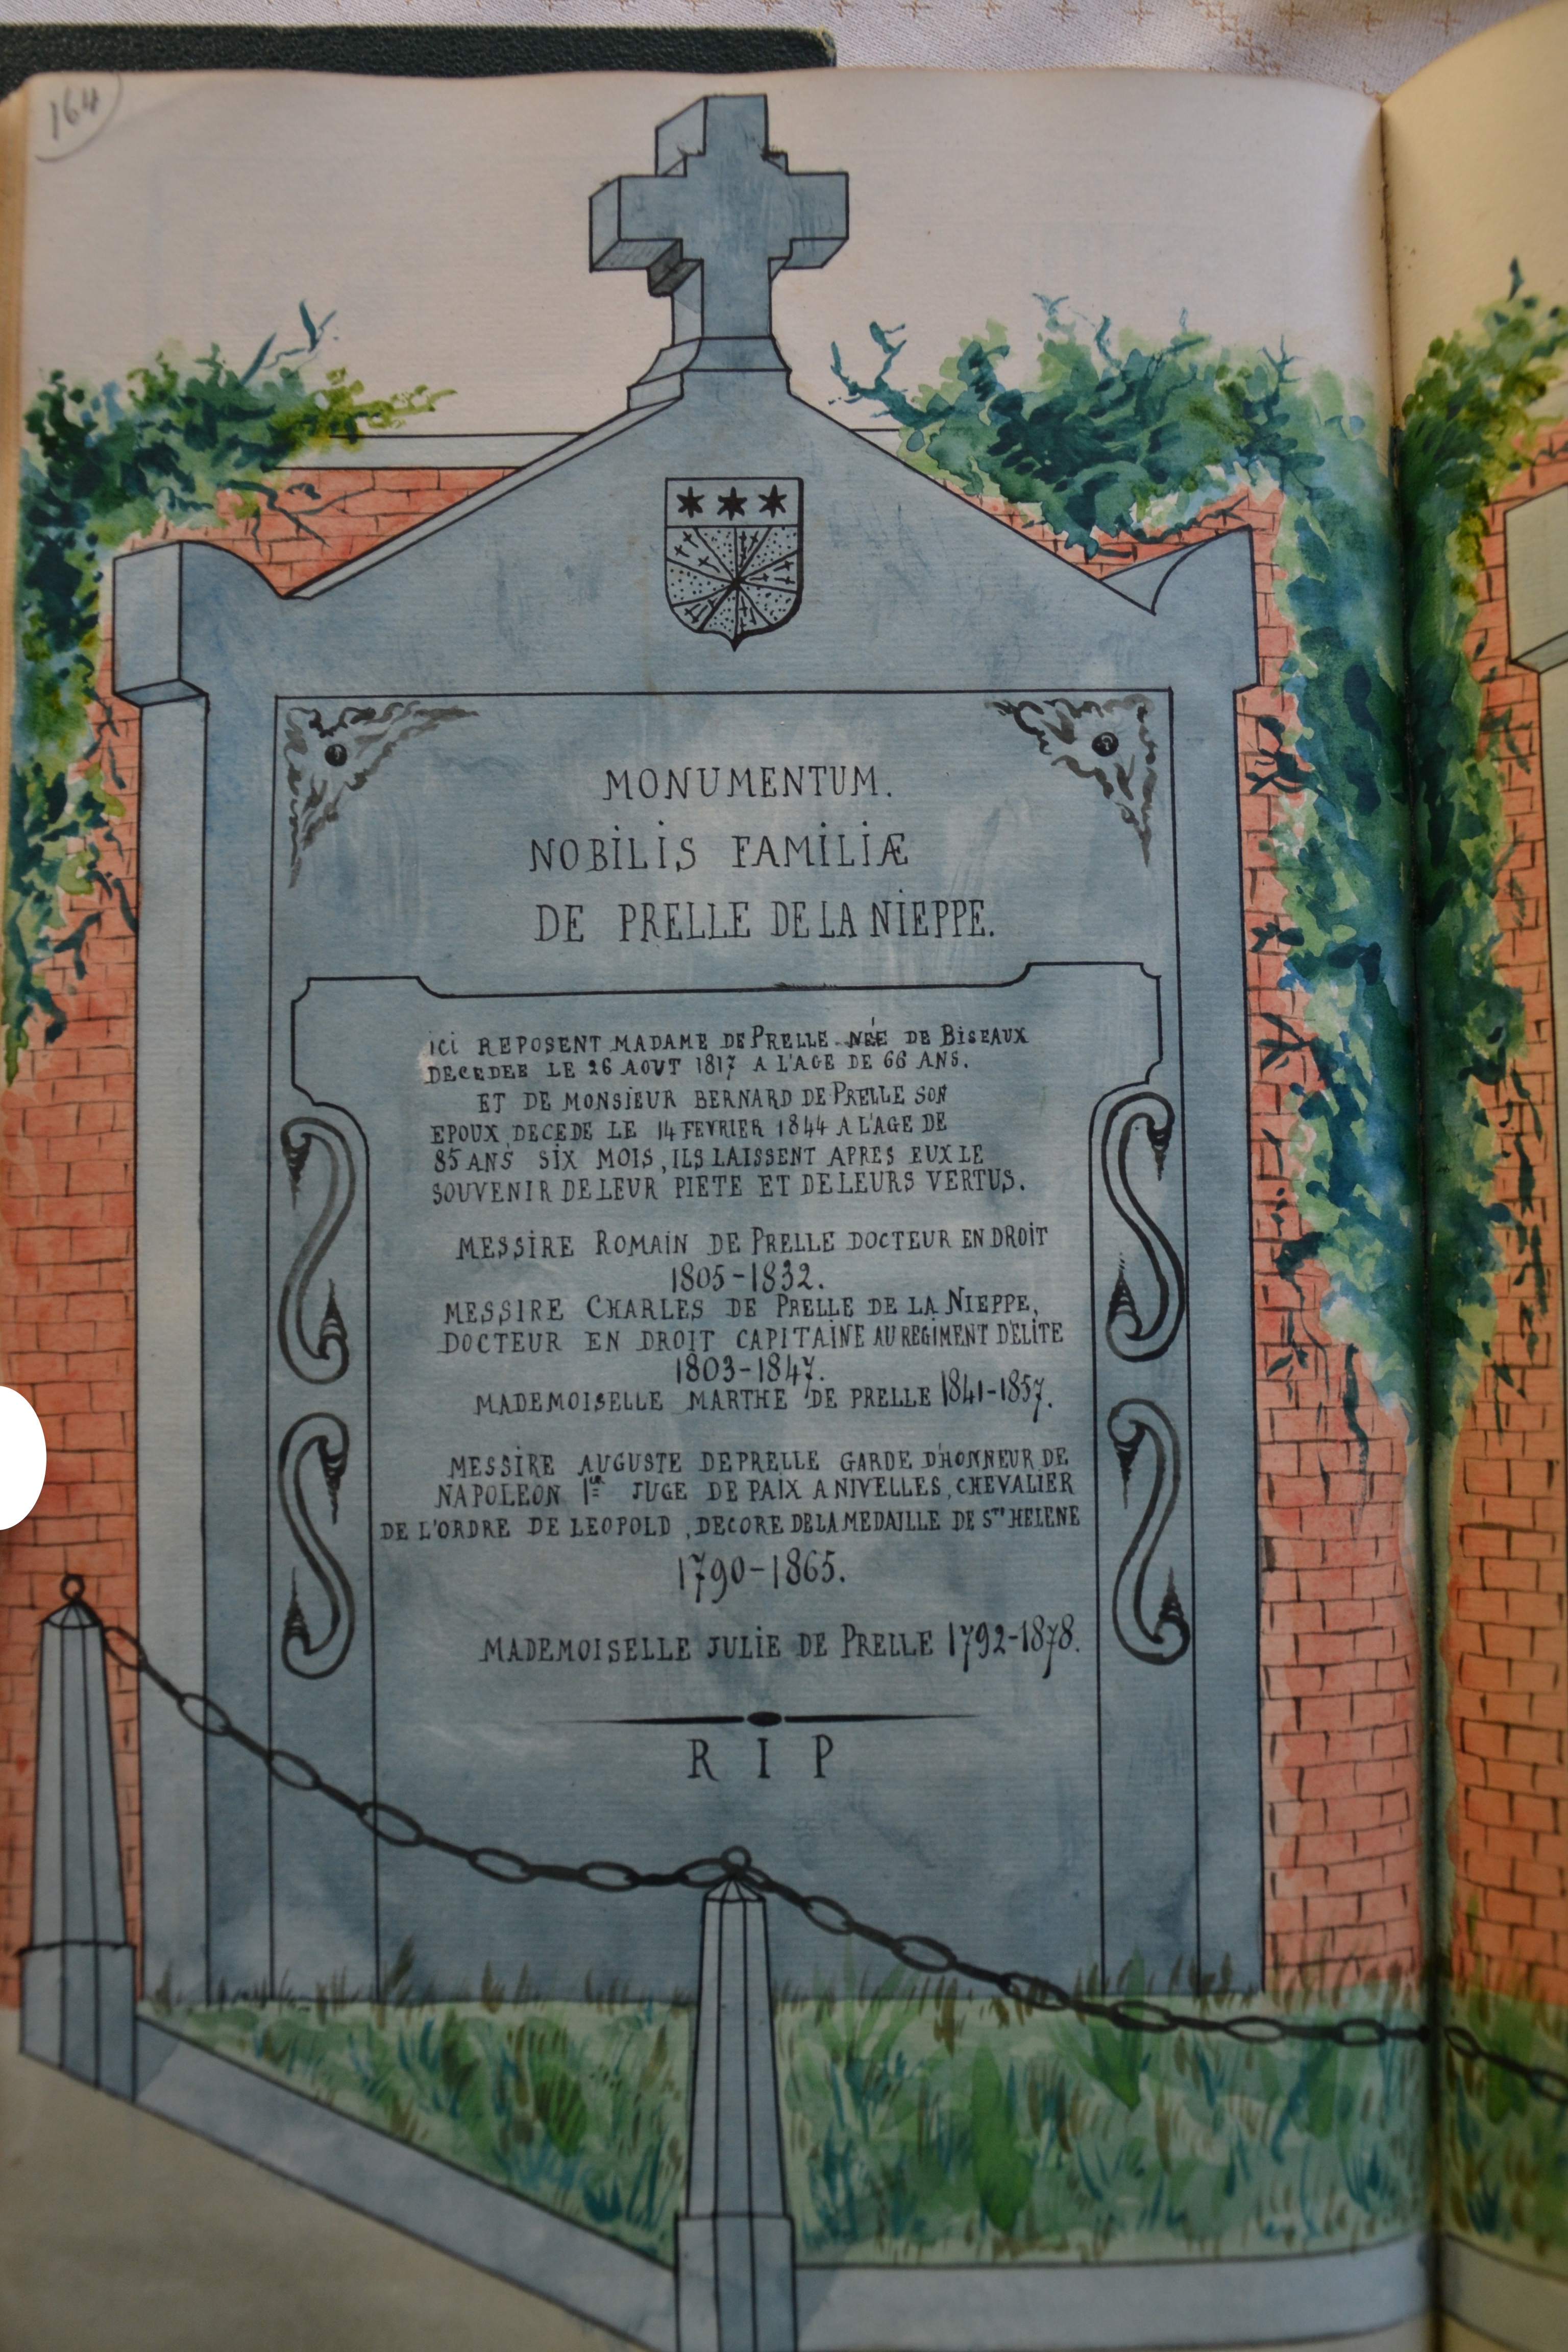 164
MONUMENTUM.
NOBILIS FAMILIÆ
DE PRELLE DE LA NIEPPE.
ICI REPOSENT MADAME DE PRELLE NÉE DE BISEAUX
DECEDEE LE 26 AOUT 1817 A L'AGE DE 66 ANS.
ET DE MONSIEUR BERNARD DE PRELLE SON
EPOUX DECEDE LE 14 FEVRIER 1844 A L'AGE DE
85 ANS SIX MOIS, ILS LAISSENT APRES EUX LE
SOUVENIR DE LEUR PIETE ET DE LEURS VERTUS.
MESSIRE ROMAIN DE PRELLE DOCTEUR EN DROIT
1805-1832.
MESSIRE CHARLES DE PRELLE DE LA NIEPPE,
DOCTEUR EN DROIT CAPITAINE AU REGIMENT D'ELITE
1803-1847.
MADEMOISELLE MARTHE DE PRELLE 1841-1857.
MESSIRE AUGUSTE DE PRELLE GARDE D'HONNEUR DE
NAPOLEON 1ER JUGE DE PAIX A NIVELLES, CHEVALIER
DE L'ORDRE DE LEOPOLD, DECORE DE LA MEDAILLE DE STE HELENE
1790-1865.
MADEMOISELLE JULIE DE PRELLE 1792-1878.
R I P